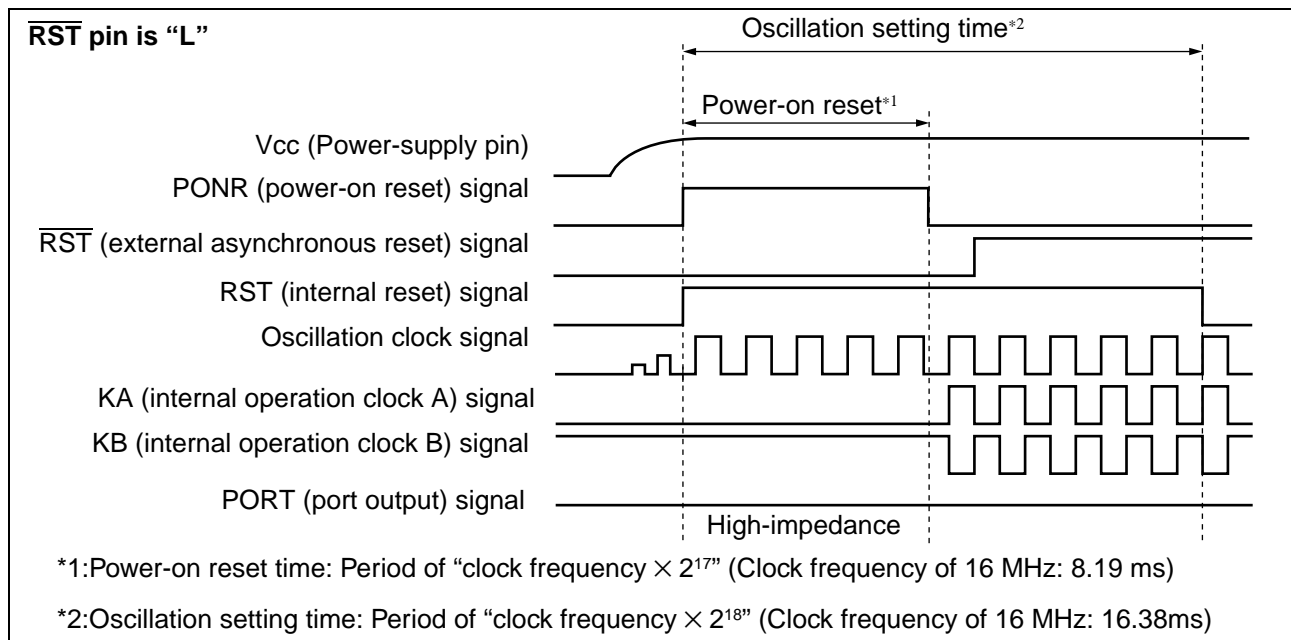 R̅S̅T̅ pin is “L”
Oscillation setting time*2
Power-on reset*1
Vcc (Power-supply pin)
PONR (power-on reset) signal
R̅S̅T̅ (external asynchronous reset) signal
RST (internal reset) signal
Oscillation clock signal
KA (internal operation clock A) signal
KB (internal operation clock B) signal
PORT (port output) signal
High-impedance
*1:Power-on reset time: Period of “clock frequency × 2¹⁷” (Clock frequency of 16 MHz: 8.19 ms)
*2:Oscillation setting time: Period of “clock frequency × 2¹⁸” (Clock frequency of 16 MHz: 16.38ms)